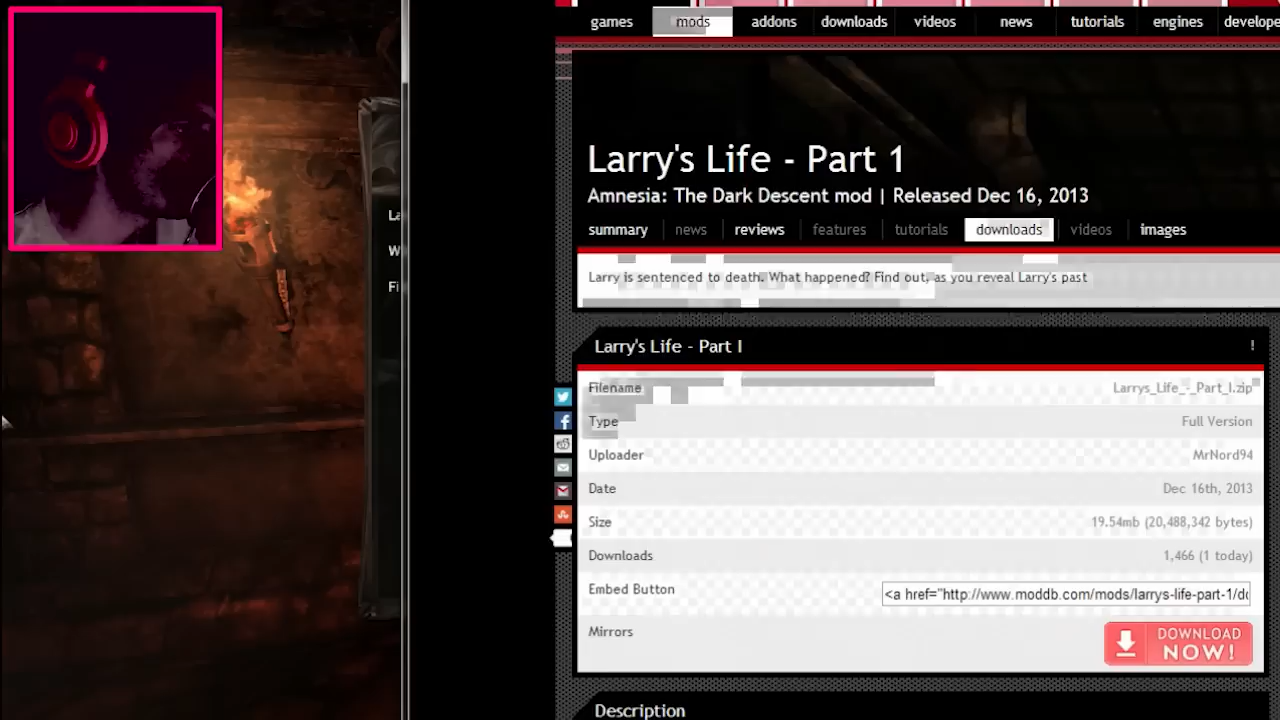 games mods addons downloads videos news tutorials engines develope
Larry's Life - Part 1
Amnesia: The Dark Descent mod | Released Dec 16, 2013
summary news reviews features tutorials downloads videos images
Larry is sentenced to death. What happened? Find out, as you reveal Larry's past
La
W
Fi
Larry's Life - Part I !
Filename Larrys_Life_-_Part_I.zip
Type Full Version
Uploader MrNord94
Date Dec 16th, 2013
Size 19.54mb (20,488,342 bytes)
Downloads 1,466 (1 today)
Embed Button <a href="http://www.moddb.com/mods/larrys-life-part-1/do
Mirrors DOWNLOAD NOW!
Description